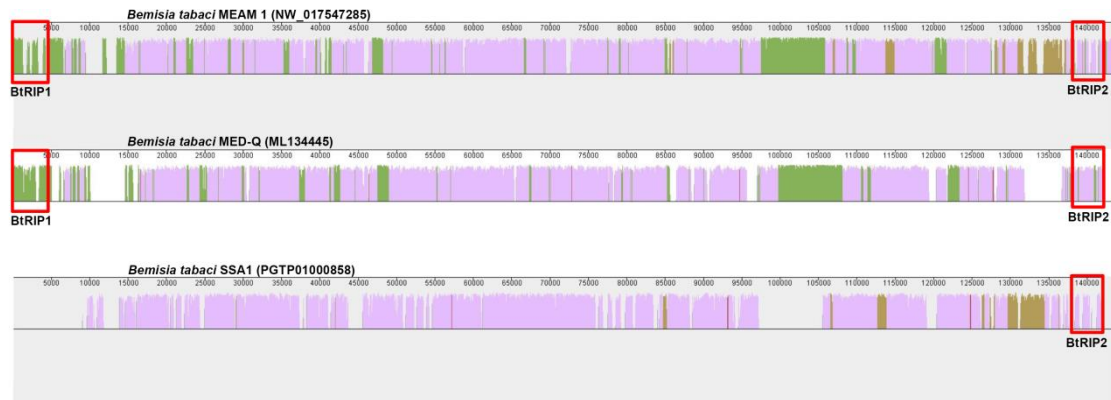 Bemisia tabaci MEAM 1 (NW_017547285)
5000 10000 15000 20000 25000 30000 35000 40000 45000 50000 55000 60000 65000 70000 75000 80000 85000 90000 95000 100000 105000 110000 115000 120000 125000 130000 135000 140000
BtRIP1 BtRIP2
Bemisia tabaci MED-Q (ML134445)
5000 10000 15000 20000 25000 30000 35000 40000 45000 50000 55000 60000 65000 70000 75000 80000 85000 90000 95000 100000 105000 110000 115000 120000 125000 130000 135000 140000
BtRIP1 BtRIP2
Bemisia tabaci SSA1 (PGTP01000858)
5000 10000 15000 20000 25000 30000 35000 40000 45000 50000 55000 60000 65000 70000 75000 80000 85000 90000 95000 100000 105000 110000 115000 120000 125000 130000 135000 140000
BtRIP2